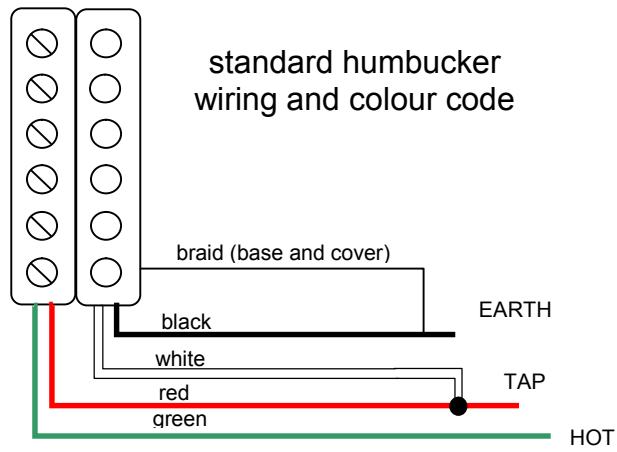 standard humbucker
wiring and colour code
braid (base and cover)
EARTH
black
white
TAP
red
green
HOT